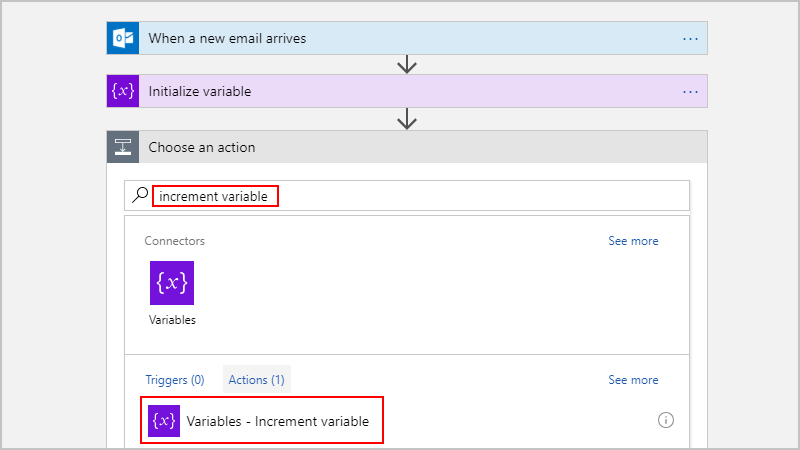 When a new email arrives
{x} Initialize variable
Choose an action
increment variable
Connectors See more
{x}
Variables
Triggers (0) Actions (1) See more
{x} Variables - Increment variable